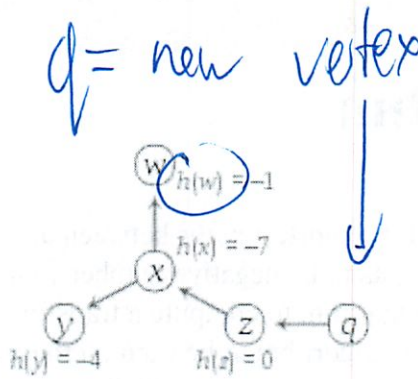 q = new vertex
w
h(w) = -1
h(x) = -7
x
y
z
q
h(y) = -4
h(z) = 0